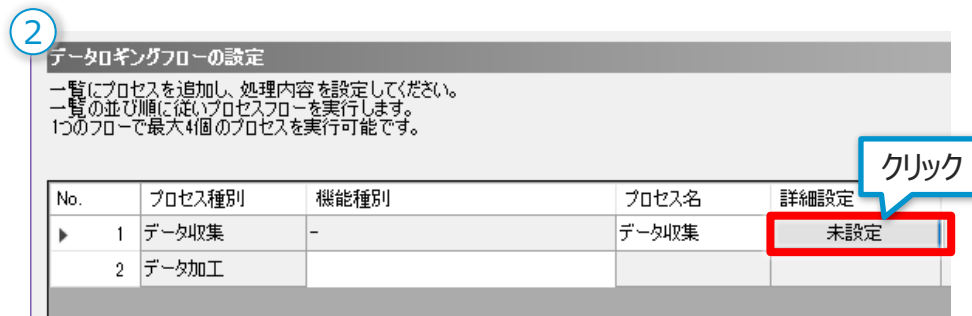 2
データロギングフローの設定
一覧にプロセスを追加し、処理内容を設定してください。
一覧の並び順に従いプロセスフローを実行します。
1つのフローで最大4個のプロセスを実行可能です。
クリック
No. プロセス種別 機能種別 プロセス名 詳細設定
1 データ収集 - データ収集 未設定
2 データ加工